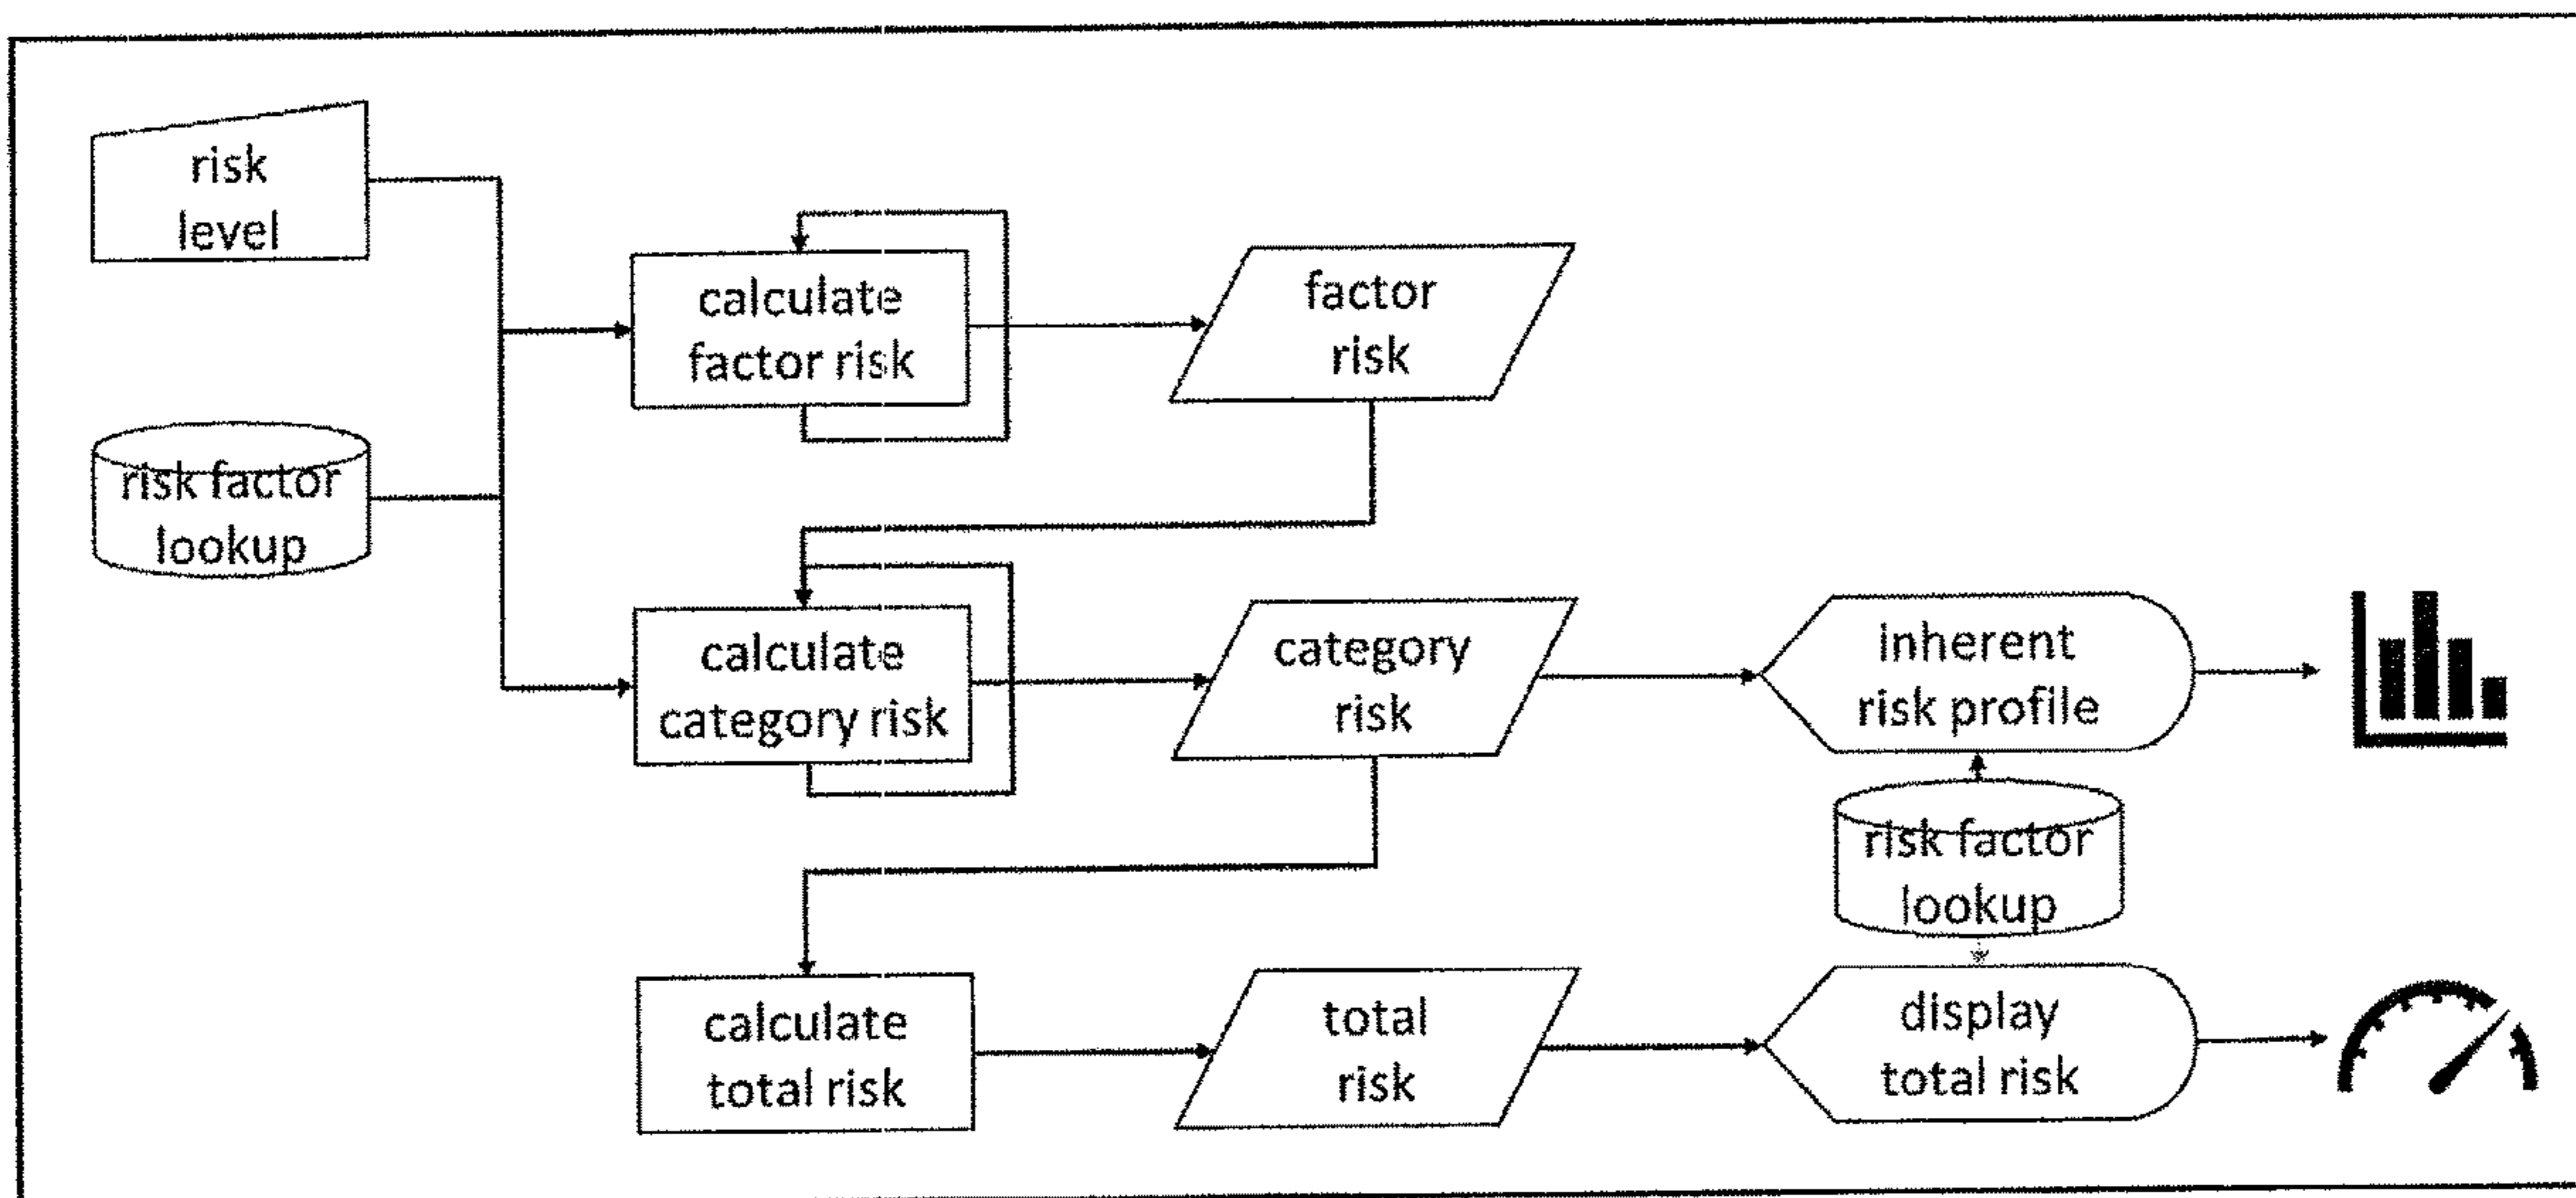 risk
level
calculate
factor risk
factor
risk
risk factor
lookup
calculate
category risk
category
risk
inherent
risk profile
risk factor
lookup
calculate
total risk
total
risk
display
total risk